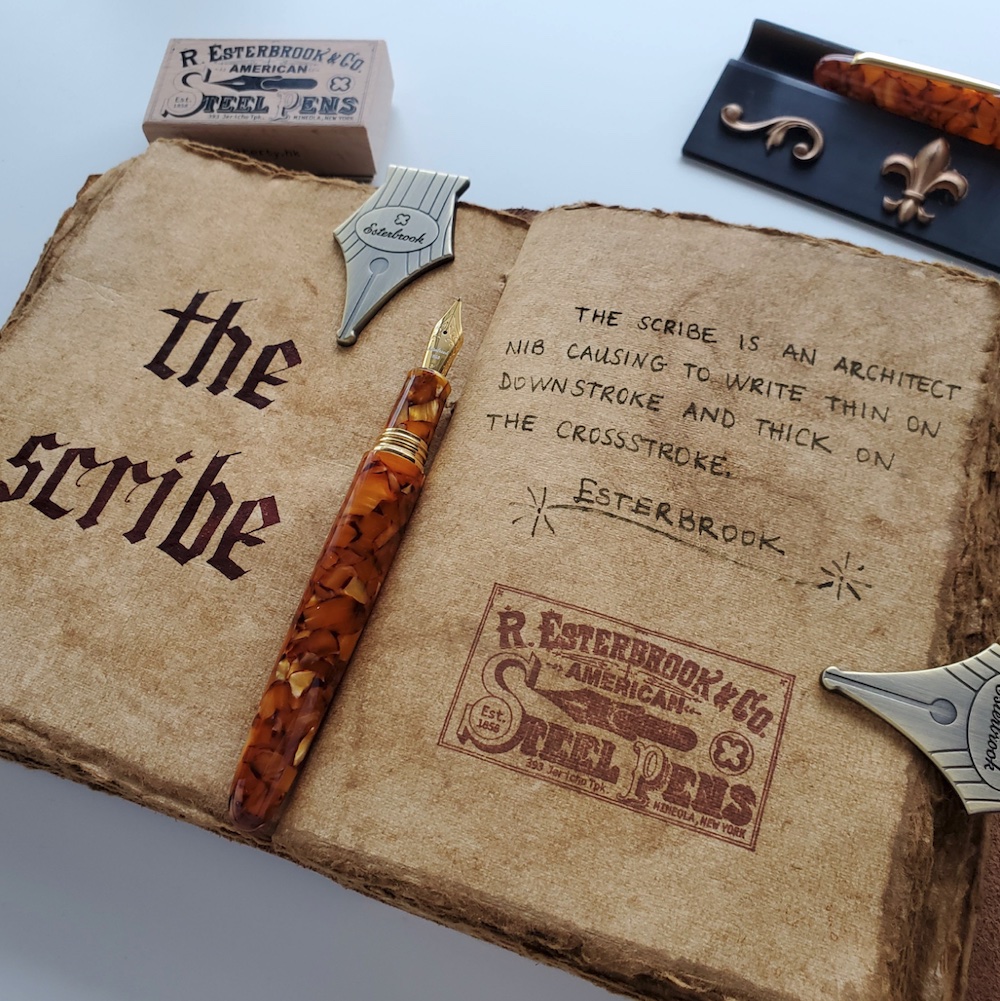 R. ESTERBROOK & CO.
AMERICAN
STEEL PENS
Est. 1858
393 Jericho Tpk.
MINEOLA, NEW YORK
Esterbrook
the
scribe
THE SCRIBE IS AN ARCHITECT
NIB CAUSING TO WRITE THIN ON
DOWNSTROKE AND THICK ON
THE CROSSSTROKE.
ESTERBROOK
R. ESTERBROOK & CO.
AMERICAN
Est. 1858
STEEL PENS
393 Jericho Tpk.
MINEOLA, NEW YORK
Esterbrook